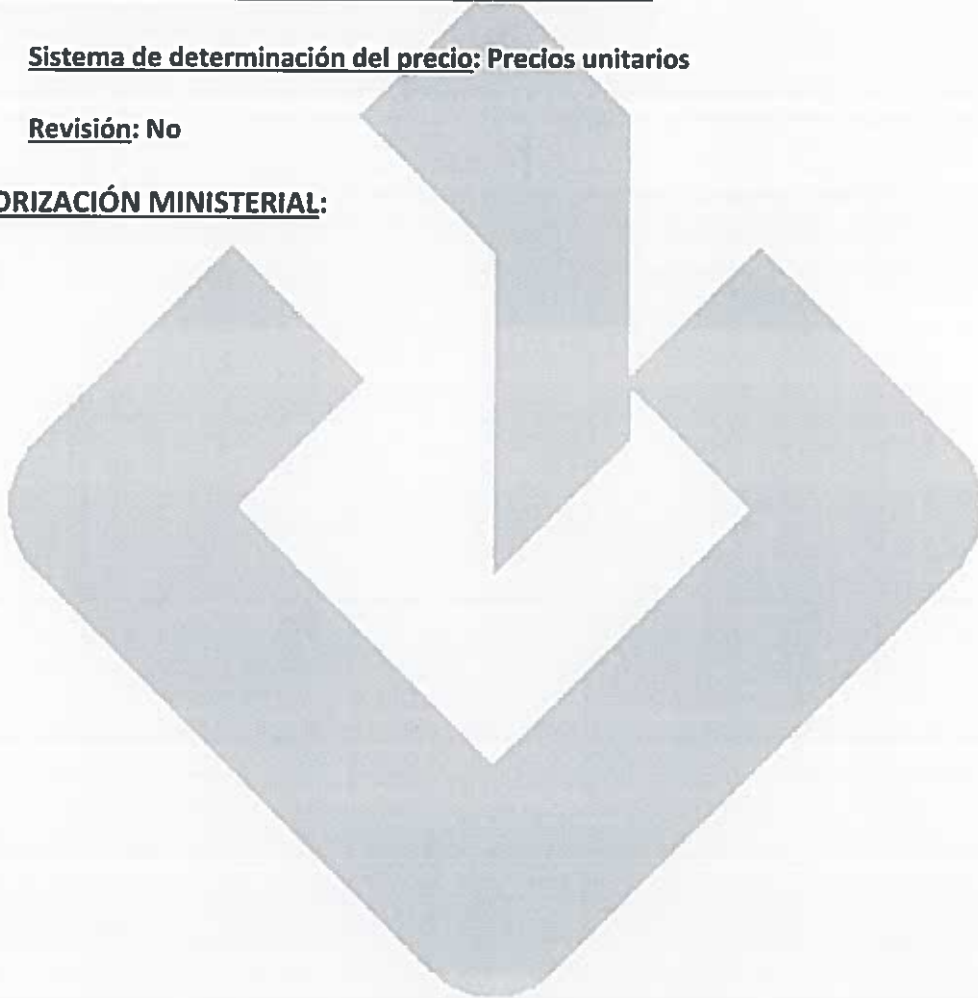 Sistema de determinación del precio: Precios unitarios
Revisión: No
ORIZACIÓN MINISTERIAL: